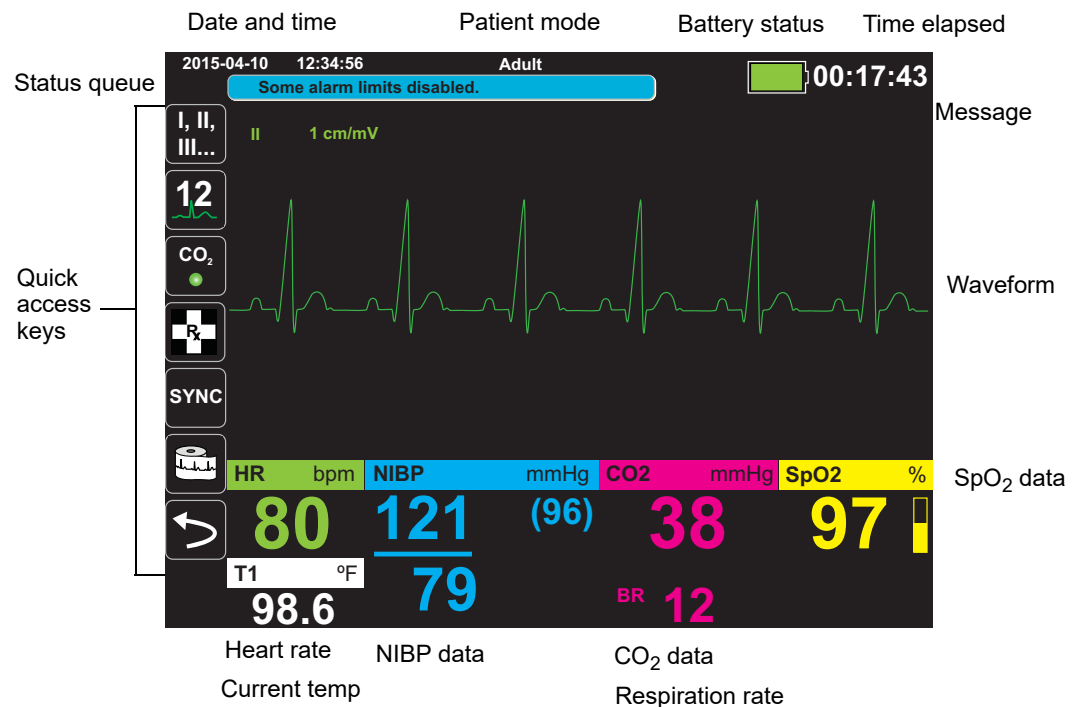 Date and time
Patient mode
Battery status
Time elapsed
2015-04-10 12:34:56
Adult
00:17:43
Status queue
Some alarm limits disabled.
Message
I, II,
III...
II 1 cm/mV
12
CO₂
Quick
access
keys
Waveform
Rx
SYNC
HR bpm
NIBP mmHg
CO2 mmHg
SpO2 %
SpO₂ data
80
121
(96)
38
97
T1 ºF
79
BR 12
98.6
Heart rate
NIBP data
CO₂ data
Current temp
Respiration rate